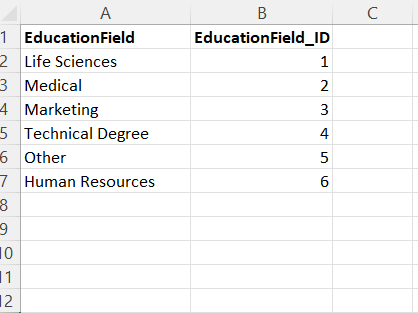 A B C
1 EducationField EducationField_ID
2 Life Sciences 1
3 Medical 2
4 Marketing 3
5 Technical Degree 4
6 Other 5
7 Human Resources 6
8
9
10
11
12